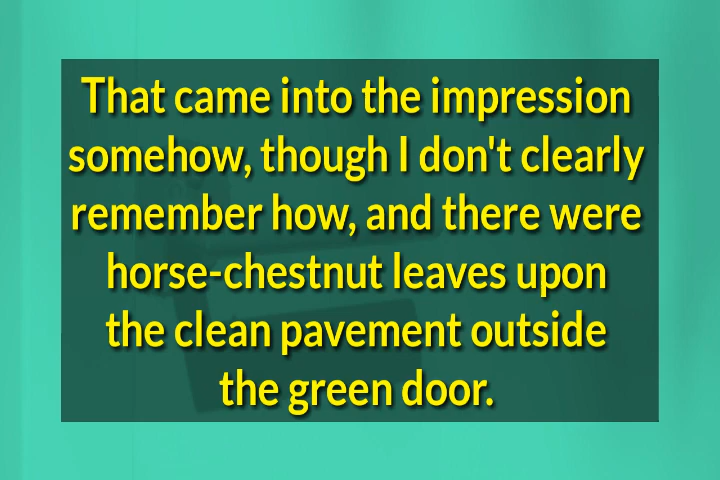 That came into the impression
somehow, though I don't clearly
remember how, and there were
horse-chestnut leaves upon
the clean pavement outside
the green door.